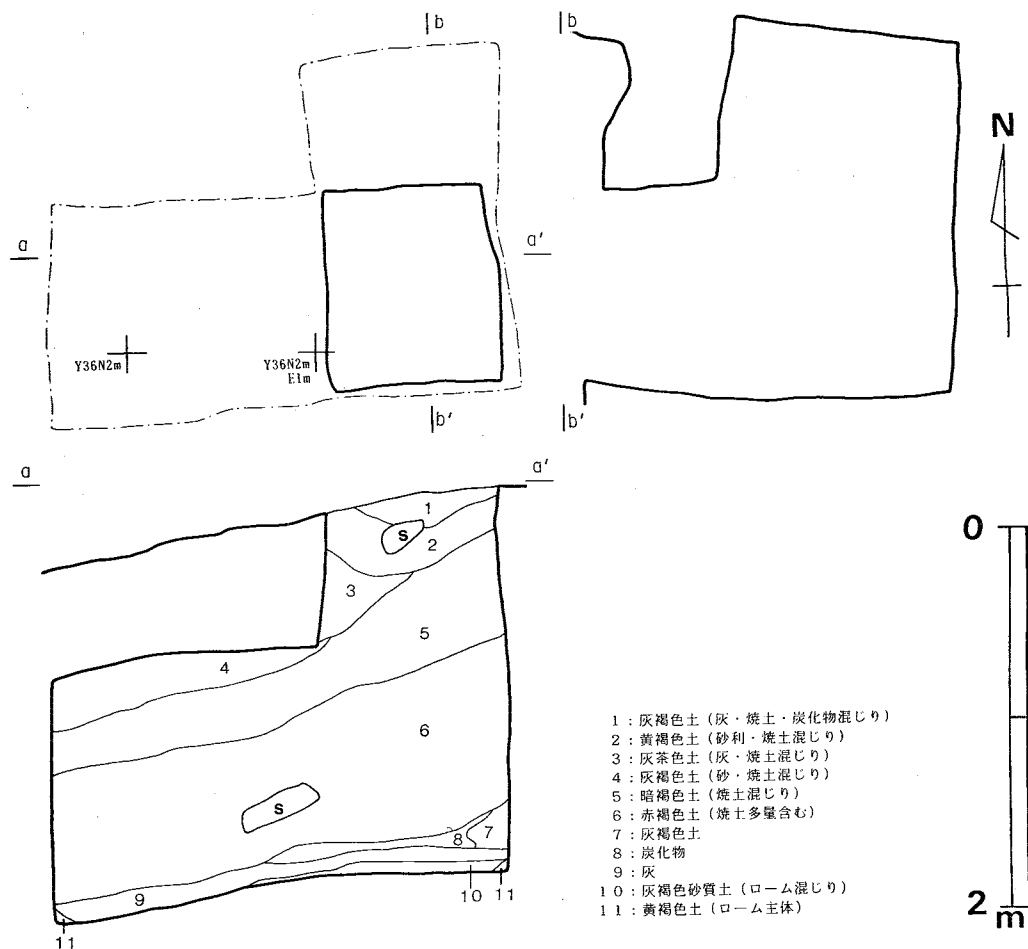 b
b
N
a
a′
Y36N2m
Y36N2m
E1m
b′
b′
a
a′
1
S
2
0
3
5
4
6
S
8
7
9
10
11
11
1：灰褐色土（灰・焼土・炭化物混じり）
2：黄褐色土（砂利・焼土混じり）
3：灰茶色土（灰・焼土混じり）
4：灰褐色土（砂・焼土混じり）
5：暗褐色土（焼土混じり）
6：赤褐色土（焼土多量含む）
7：灰褐色土
8：炭化物
9：灰
10：灰褐色砂質土（ローム混じり）
11：黄褐色土（ローム主体）
2
m